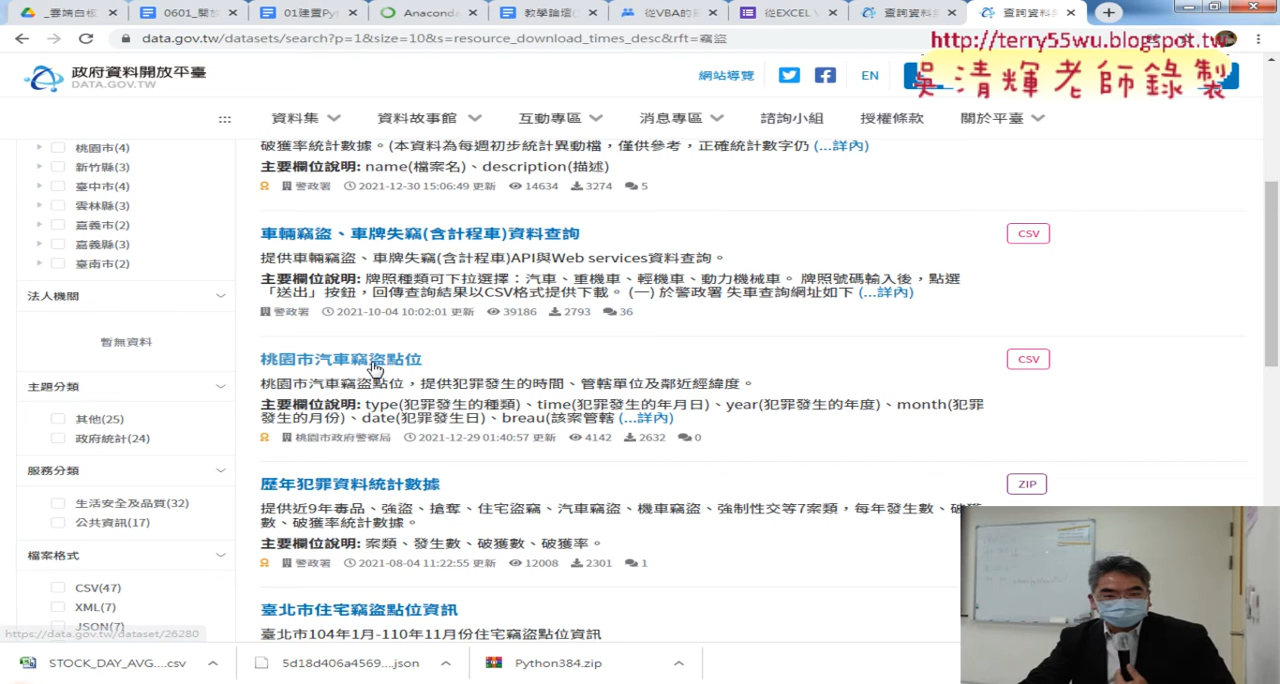 _雲端白板
0601_開放
01建置Py
Anaconda
教學論壇(
從VBA的
從EXCEL
查詢資料集
查詢資料集
data.gov.tw/datasets/search?p=1&size=10&s=resource_download_times_desc&rft=竊盜
http://terry55wu.blogspot.tw
吳清輝老師錄製
政府資料開放平臺
DATA.GOV.TW
網站導覽
EN
資料集
資料故事館
互動專區
消息專區
諮詢小組
授權條款
關於平臺
桃園市(4)
新竹縣(3)
臺中市(4)
雲林縣(3)
嘉義市(2)
嘉義縣(3)
臺南市(2)
法人機關
暫無資料
主題分類
其他(25)
政府統計(24)
服務分類
生活安全及品質(32)
公共資訊(17)
檔案格式
CSV(47)
XML(7)
JSON(7)
破獲率統計數據。(本資料為每週初步統計異動檔，僅供參考，正確統計數字仍 (...詳內)
主要欄位說明: name(檔案名)、description(描述)
警政署 2021-12-30 15:06:49 更新 14634 3274 5
車輛竊盜、車牌失竊(含計程車)資料查詢
CSV
提供車輛竊盜、車牌失竊(含計程車)API與Web services資料查詢。
主要欄位說明: 牌照種類可下拉選擇：汽車、重機車、輕機車、動力機械車。 牌照號碼輸入後，點選
「送出」按鈕，回傳查詢結果以CSV格式提供下載。 (一) 於警政署 失車查詢網址如下 (...詳內)
警政署 2021-10-04 10:02:01 更新 39186 2793 36
桃園市汽車竊盜點位
CSV
桃園市汽車竊盜點位，提供犯罪發生的時間、管轄單位及鄰近經緯度。
主要欄位說明: type(犯罪發生的種類)、time(犯罪發生的年月日)、year(犯罪發生的年度)、month(犯罪
發生的月份)、date(犯罪發生日)、breau(該案管轄 (...詳內)
桃園市政府警察局 2021-12-29 01:40:57 更新 4142 2632 0
歷年犯罪資料統計數據
ZIP
提供近9年毒品、強盜、搶奪、住宅盜竊、汽車竊盜、機車竊盜、強制性交等7案類，每年發生數、破獲
數、破獲率統計數據。
主要欄位說明: 案類、發生數、破獲數、破獲率。
警政署 2021-08-04 11:22:55 更新 12008 2301 1
臺北市住宅竊盜點位資訊
臺北市104年1月-110年11月份住宅竊盜點位資訊
https://data.gov.tw/dataset/26280
STOCK_DAY_AVG....csv
5d18d406a4569....json
Python384.zip